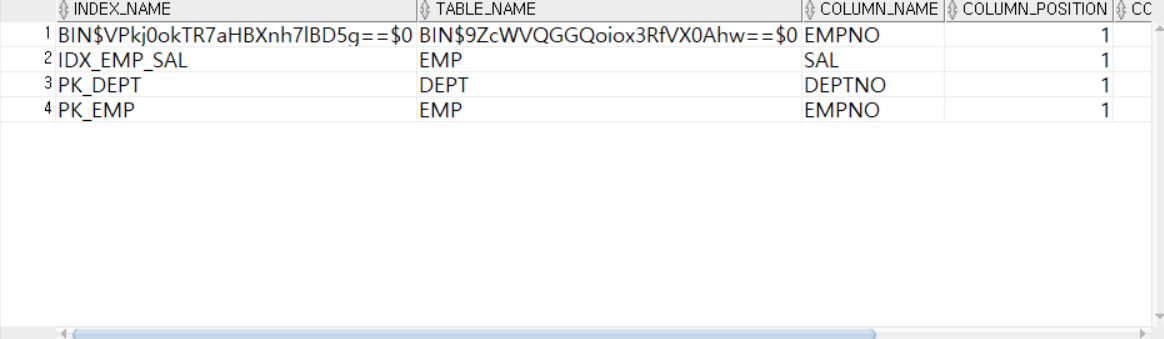 INDEX_NAME TABLE_NAME COLUMN_NAME COLUMN_POSITION CC
1 BIN$VPkj0okTR7aHBXnh7lBD5g==$0 BIN$9ZcWVQGGQoiox3RfVX0Ahw==$0 EMPNO 1
2 IDX_EMP_SAL EMP SAL 1
3 PK_DEPT DEPT DEPTNO 1
4 PK_EMP EMP EMPNO 1